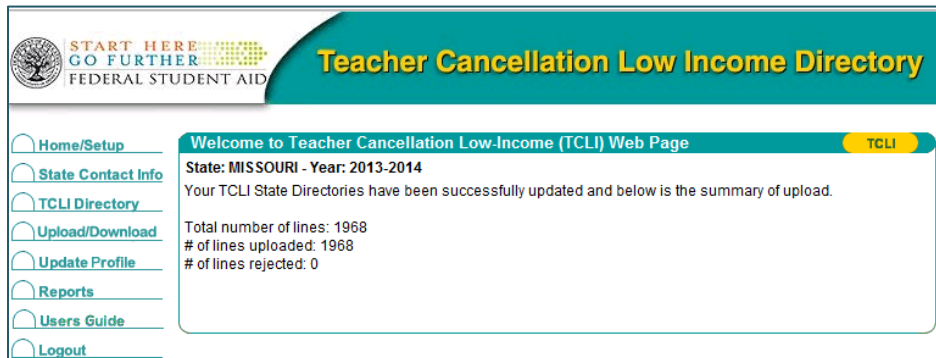 START HERE
GO FURTHER
FEDERAL STUDENT AID
Teacher Cancellation Low Income Directory
Home/Setup
State Contact Info
TCLI Directory
Upload/Download
Update Profile
Reports
Users Guide
Logout
Welcome to Teacher Cancellation Low-Income (TCLI) Web Page
TCLI
State: MISSOURI - Year: 2013-2014
Your TCLI State Directories have been successfully updated and below is the summary of upload.
Total number of lines: 1968
# of lines uploaded: 1968
# of lines rejected: 0